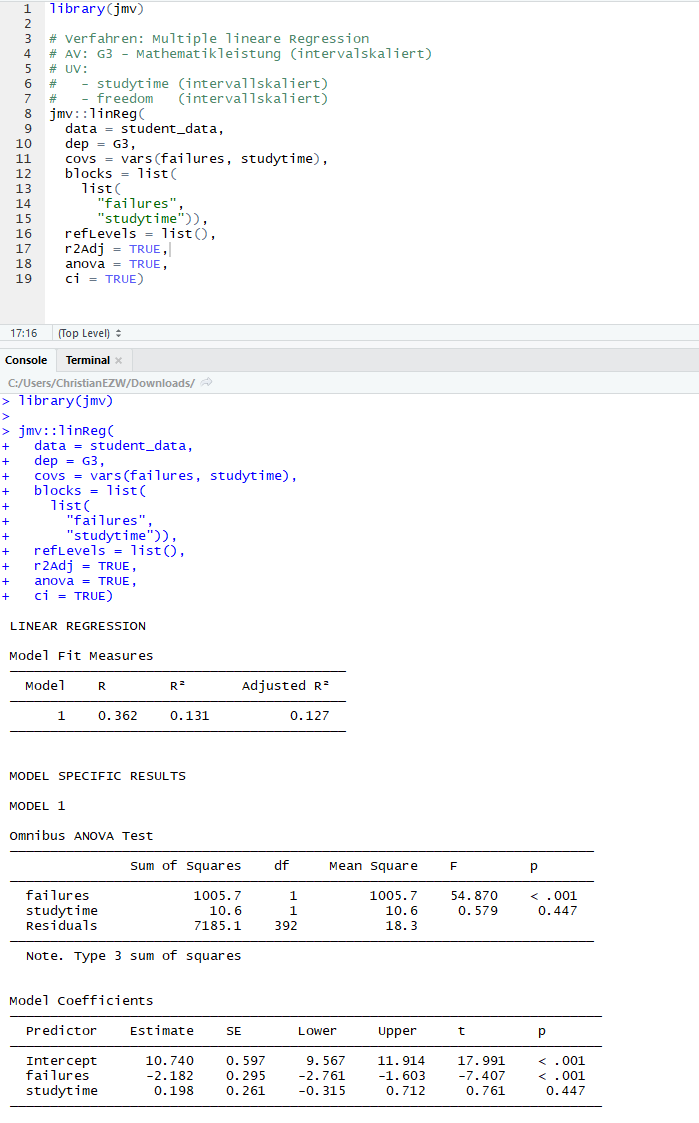 1 library(jmv)
2
3 # Verfahren: Multiple lineare Regression
4 # AV: G3 - Mathematikleistung (intervalskaliert)
5 # UV:
6 #   - studytime (intervallskaliert)
7 #   - freedom   (intervallskaliert)
8 jmv::linReg(
9   data = student_data,
10   dep = G3,
11   covs = vars(failures, studytime),
12   blocks = list(
13     list(
14       "failures",
15       "studytime")),
16   refLevels = list(),
17   r2Adj = TRUE,
18   anova = TRUE,
19   ci = TRUE)
17:16 (Top Level)
Console Terminal ×
C:/Users/ChristianEZW/Downloads/
> library(jmv)
>
> jmv::linReg(
+   data = student_data,
+   dep = G3,
+   covs = vars(failures, studytime),
+   blocks = list(
+     list(
+       "failures",
+       "studytime")),
+   refLevels = list(),
+   r2Adj = TRUE,
+   anova = TRUE,
+   ci = TRUE)
LINEAR REGRESSION
Model Fit Measures
Model R R² Adjusted R²
1 0.362 0.131 0.127
MODEL SPECIFIC RESULTS
MODEL 1
Omnibus ANOVA Test
Sum of Squares df Mean Square F p
failures 1005.7 1 1005.7 54.870 < .001
studytime 10.6 1 10.6 0.579 0.447
Residuals 7185.1 392 18.3
Note. Type 3 sum of squares
Model Coefficients
Predictor Estimate SE Lower Upper t p
Intercept 10.740 0.597 9.567 11.914 17.991 < .001
failures -2.182 0.295 -2.761 -1.603 -7.407 < .001
studytime 0.198 0.261 -0.315 0.712 0.761 0.447